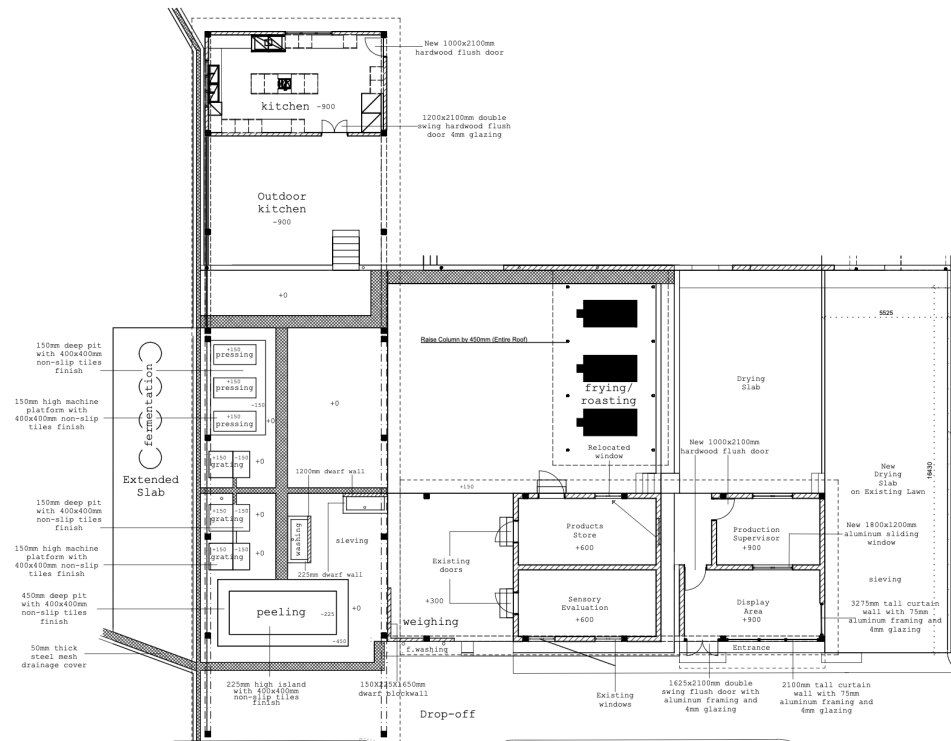 New 1000x2100mm
hardwood flush door
kitchen -900
1200x2100mm double
swing hardwood flush
door 4mm glazing
Outdoor
kitchen
-900
+0
5525
Raise Column by 450mm (Entire Roof)
150mm deep pit
with 400x400mm
non-slip tiles
finish
+150
pressing
pressing
+150
pressing
-150
+0
frying/
roasting
Drying
Slab
150mm high machine
platform with
400x400mm non-slip
tiles finish
fermentation
+0
New 1000x2100mm
hardwood flush door
Relocated
window
+150 -150
grating
+0
1200mm dwarf wall
Extended
Slab
New
Drying
Slab
on Existing Lawn
16430
+150
150mm deep pit
with 400x400mm
non-slip tiles
finish
+150 -150
grating
+0
washing
sieving
Products
Store
+600
Production
Supervisor
+900
New 1800x1200mm
aluminum sliding
window
150mm high machine
platform with
400x400mm non-slip
tiles finish
+150 -150
grating
+0
225mm dwarf wall
Existing
doors
sieving
450mm deep pit
with 400x400mm
non-slip tiles
finish
peeling
-225
+0
-450
+300
weighing
Sensory
Evaluation
+600
Display
Area
+900
3275mm tall curtain
wall with 75mm
aluminum framing and
4mm glazing
50mm thick
steel mesh
drainage cover
f.washing
Entrance
225mm high island
with 400x400mm
non-slip tiles
finish
150X225X1650mm
dwarf blockwall
Existing
windows
1625x2100mm double
swing flush door with
aluminum framing and
4mm glazing
2100mm tall curtain
wall with 75mm
aluminum framing and
4mm glazing
Drop-off